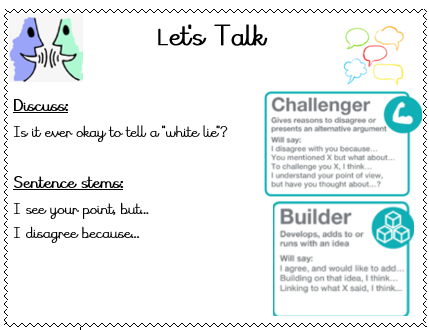 Let's Talk
Discuss:
Is it ever okay to tell a "white lie"?
Sentence stems:
I see your point, but...
I disagree because...
Challenger
Gives reasons to disagree or
presents an alternative argument
Will say:
I disagree with you because...
You mentioned X but what about...
To challenge you X, I think...
I understand your point of view,
but have you thought about...?
Builder
Develops, adds to or
runs with an idea
Will say:
I agree, and would like to add...
Building on that idea, I think...
Linking to what X said, I think...